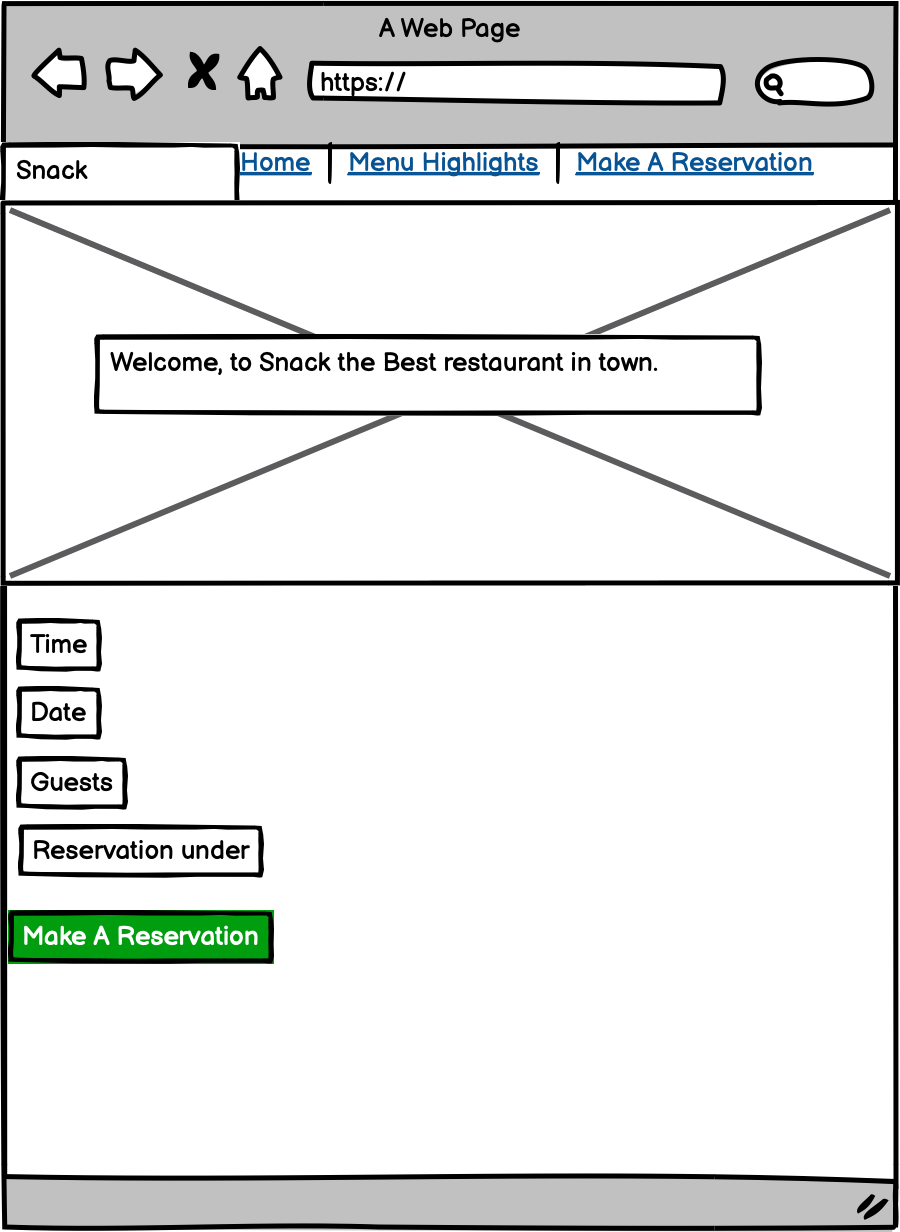 A Web Page
https://
Snack
Home Menu Highlights Make A Reservation
Welcome, to Snack the Best restaurant in town.
Time
Date
Guests
Reservation under
Make A Reservation